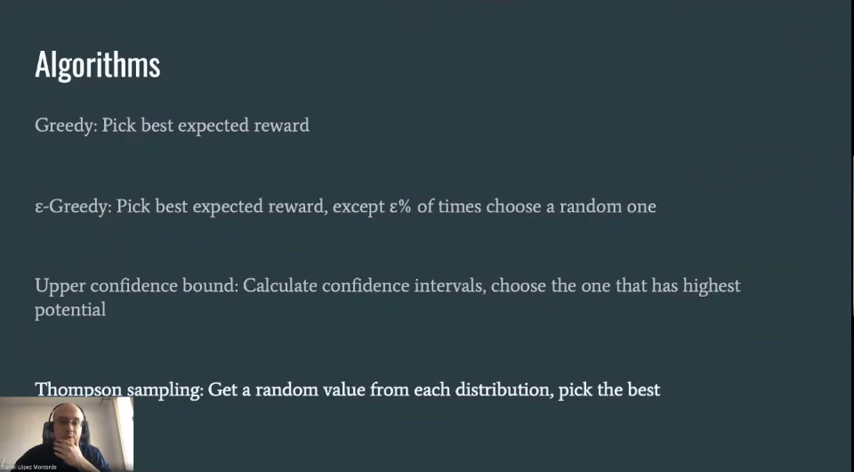 Algorithms
Greedy: Pick best expected reward
ε-Greedy: Pick best expected reward, except ε% of times choose a random one
Upper confidence bound: Calculate confidence intervals, choose the one that has highest
potential
Thompson sampling: Get a random value from each distribution, pick the best
López